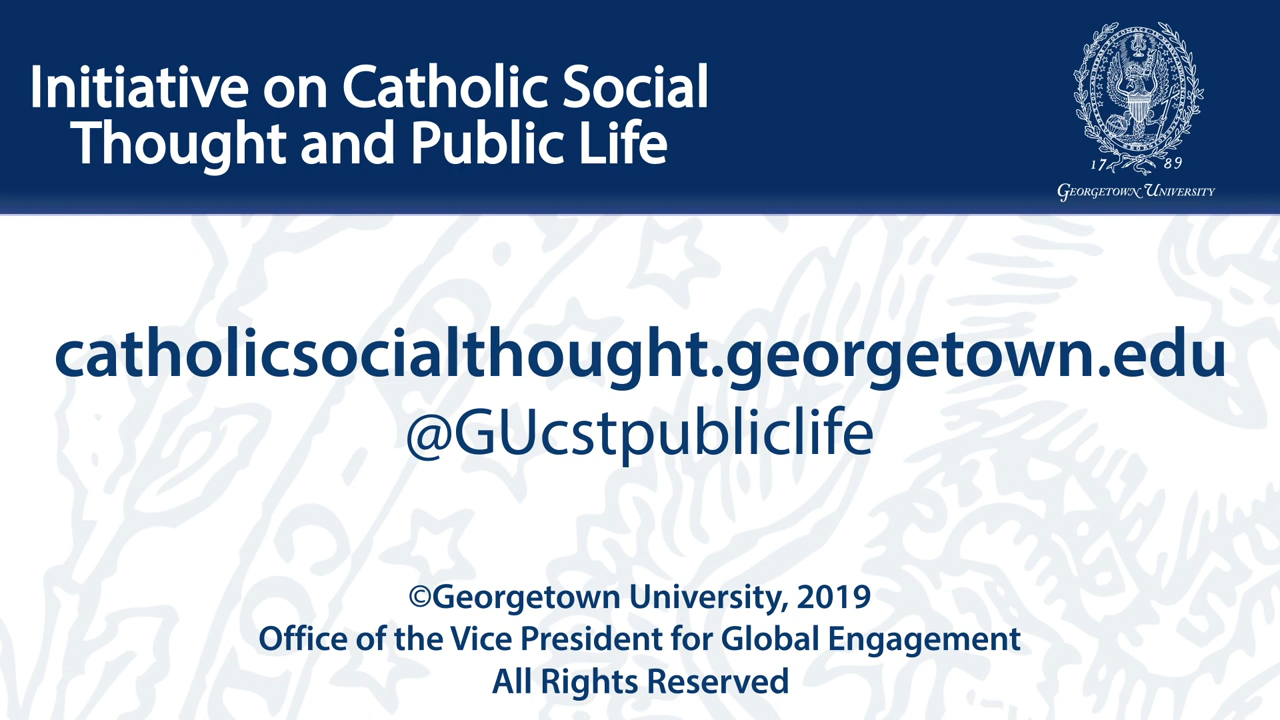 Initiative on Catholic Social
Thought and Public Life
17 89
Georgetown University
catholicsocialthought.georgetown.edu
@GUcstpubliclife
©Georgetown University, 2019
Office of the Vice President for Global Engagement
All Rights Reserved